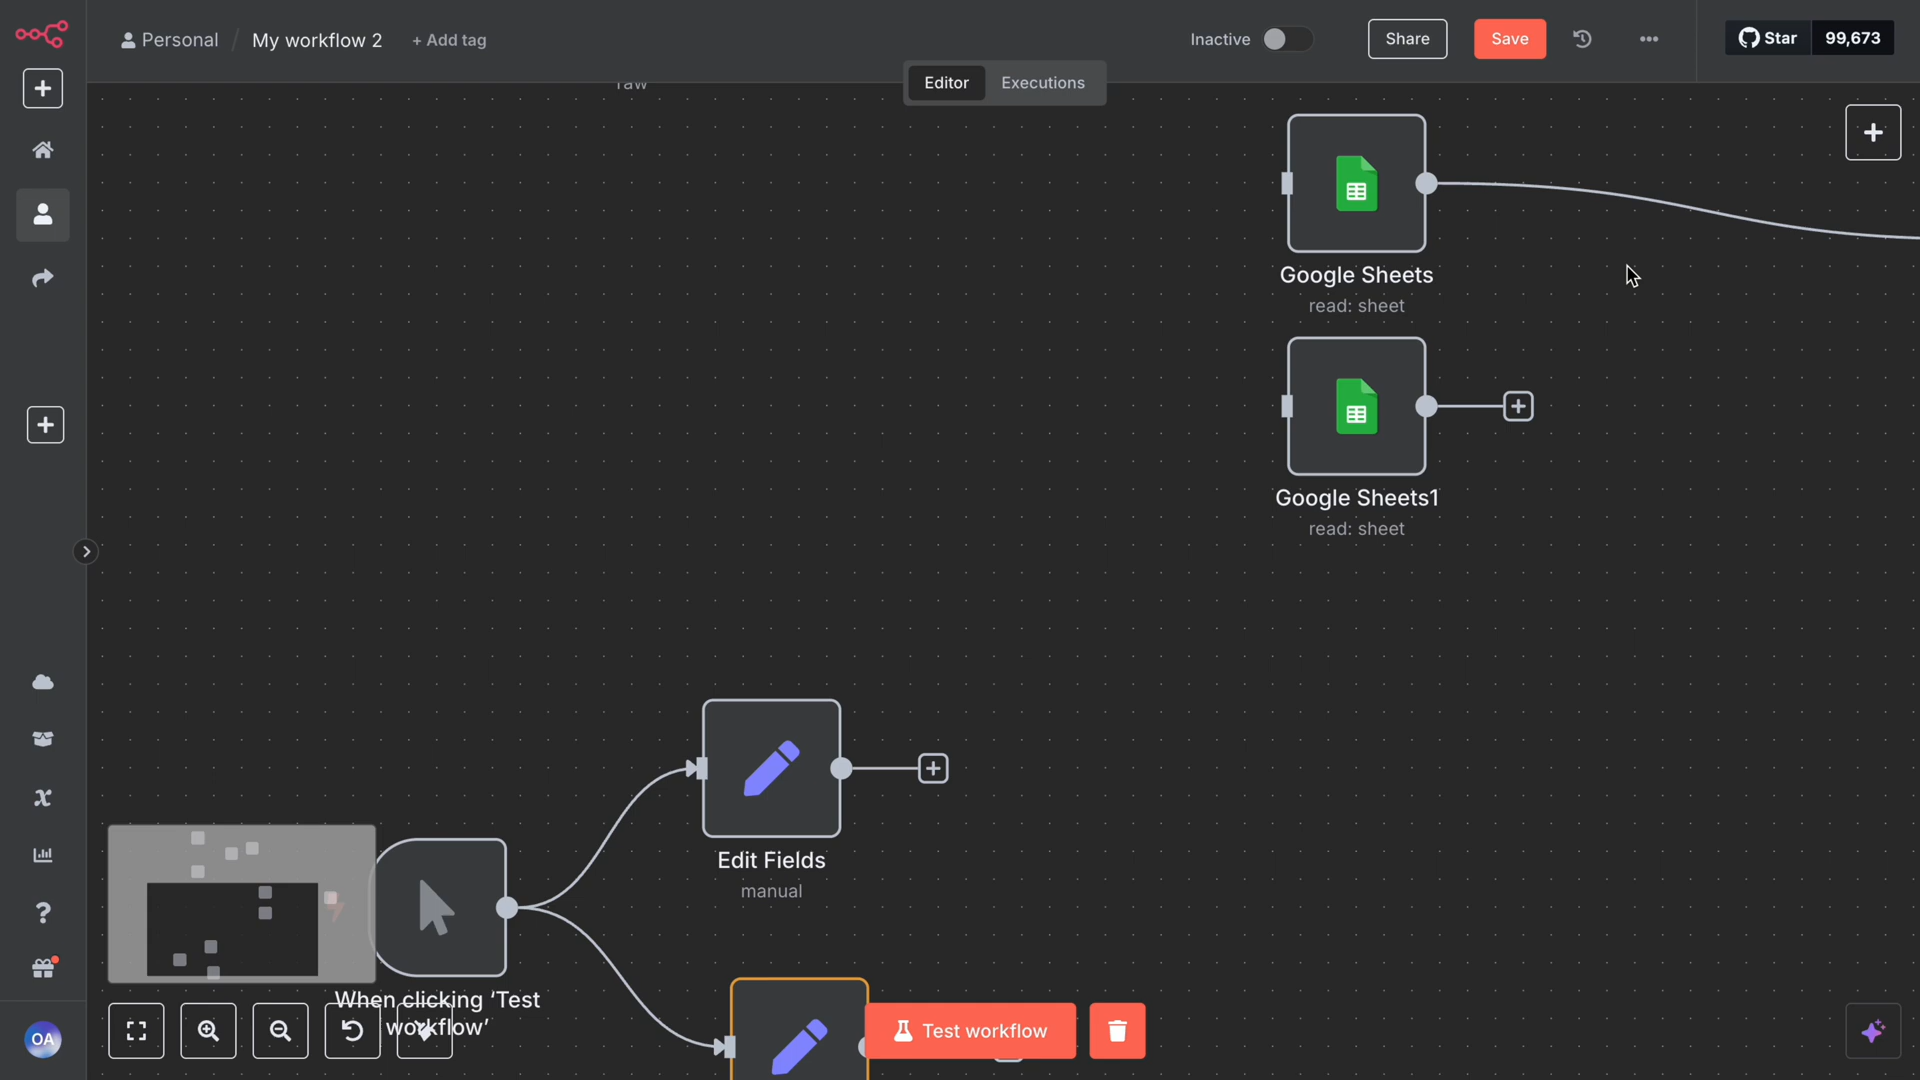 Personal / My workflow 2 + Add tag
Inactive
Share
Save
Star 99,673
raw
Editor Executions
Google Sheets
read: sheet
Google Sheets1
read: sheet
Edit Fields
manual
When clicking ‘Test
workflow’
Test workflow
OA